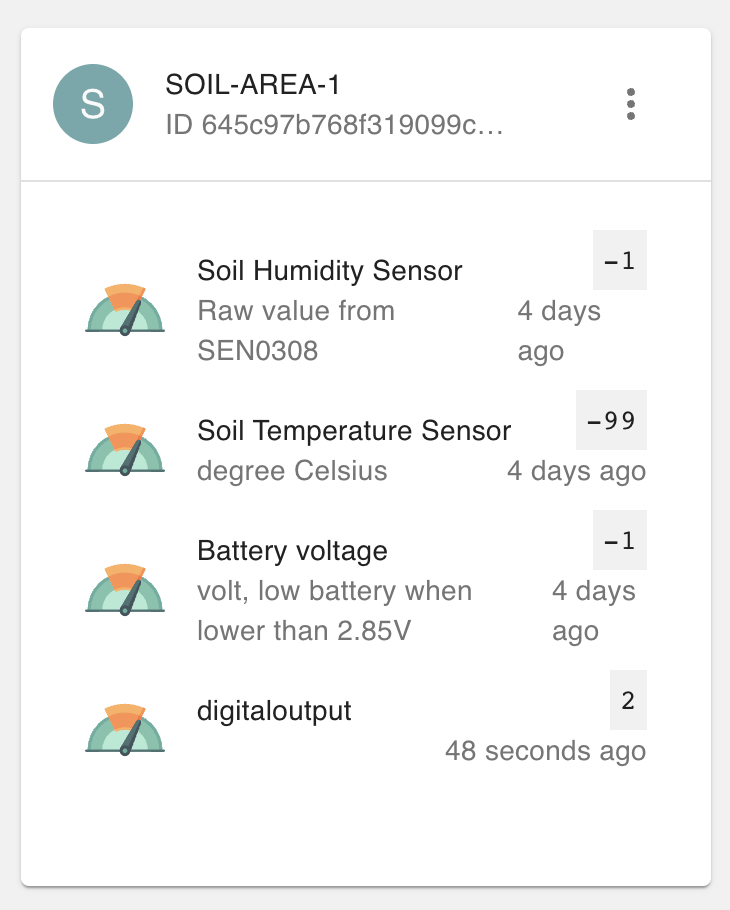 S
SOIL-AREA-1
ID 645c97b768f319099c…
Soil Humidity Sensor
-1
Raw value from
SEN0308
4 days
ago
Soil Temperature Sensor
-99
degree Celsius
4 days ago
Battery voltage
-1
volt, low battery when
lower than 2.85V
4 days
ago
digitaloutput
2
48 seconds ago